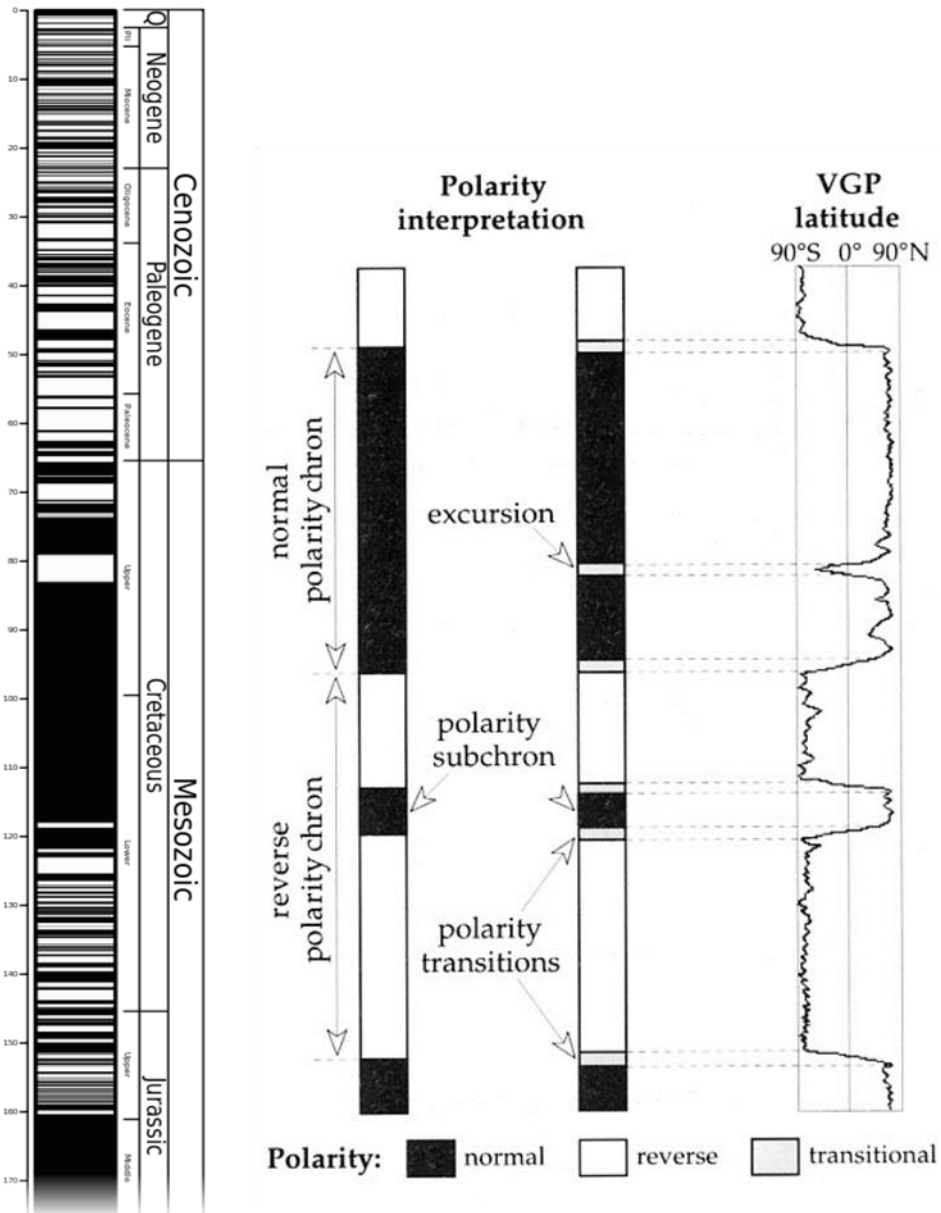 0
10
20
30
40
50
60
70
80
90
100
110
120
130
140
150
160
170
Q
Pli
Neogene
Miocene
Oligocene
Paleogene
Eocene
Paleocene
Cenozoic
Upper
Cretaceous
Lower
Mesozoic
Upper
Jurassic
Middle
Polarity
interpretation
VGP
latitude
90°S 0° 90°N
normal
polarity chron
excursion
polarity
subchron
reverse
polarity chron
polarity
transitions
Polarity: normal reverse transitional